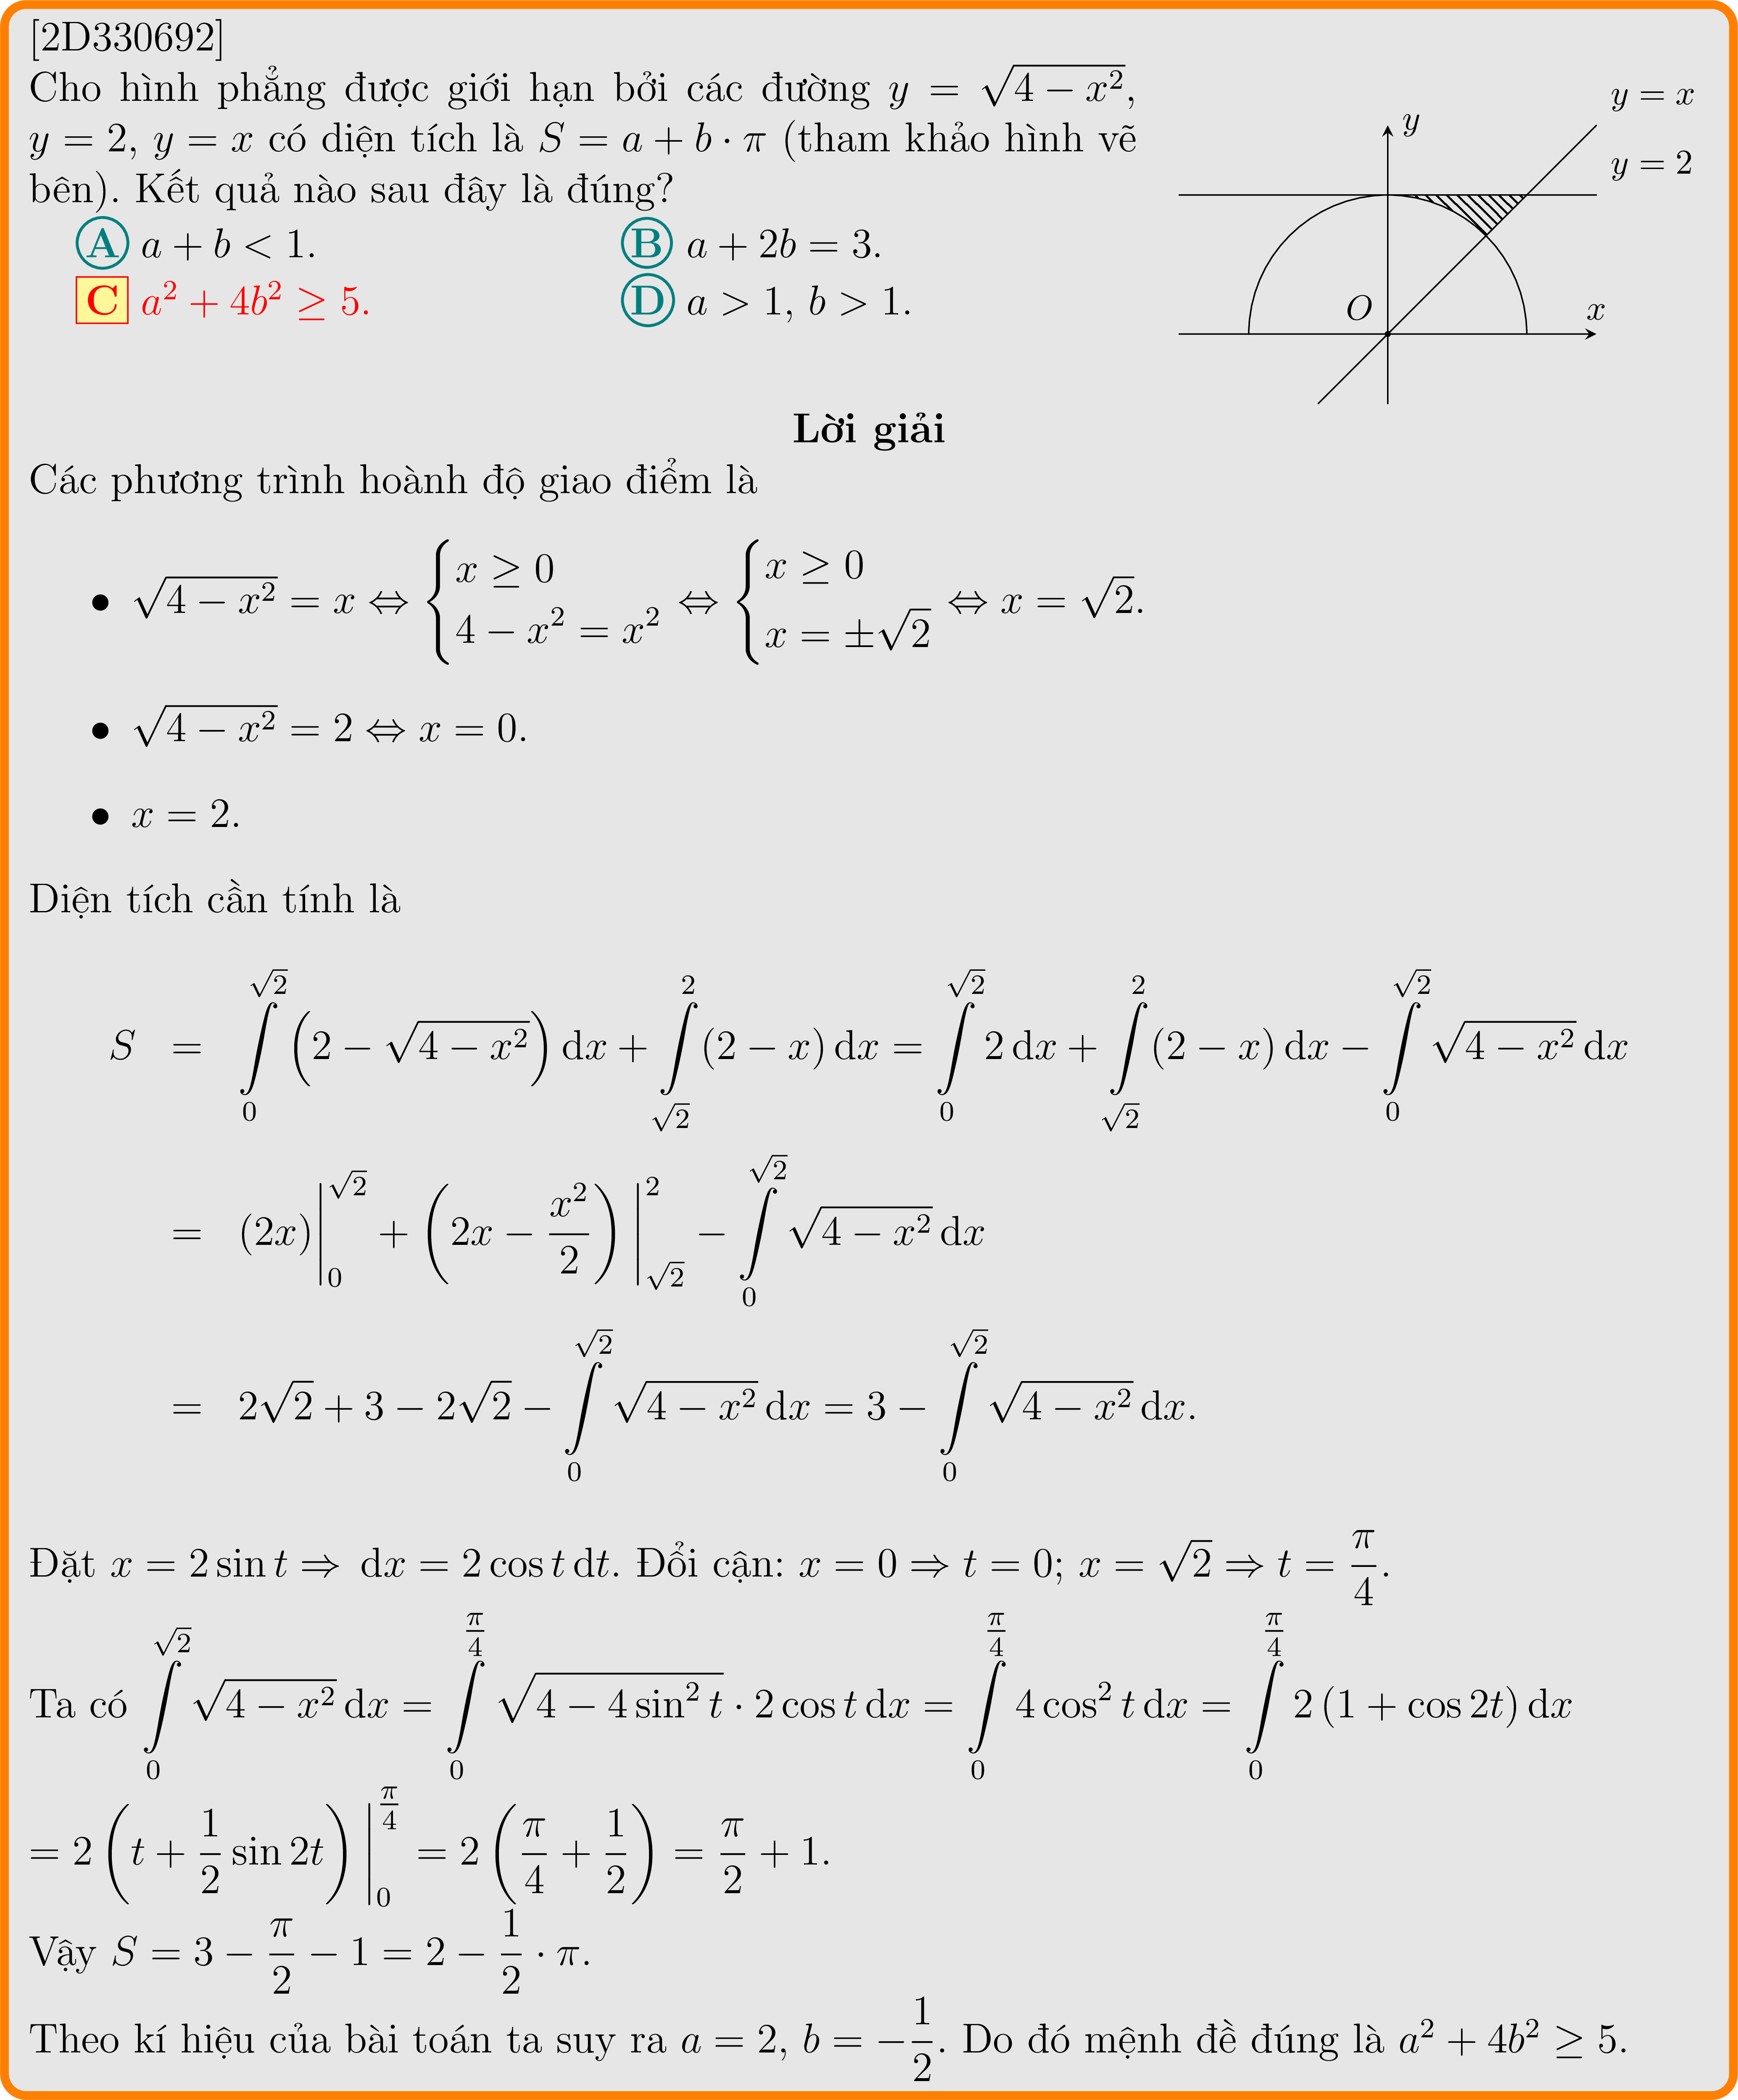 [2D330692]
Cho hình phẳng được giới hạn bởi các đường $y = \sqrt{4 - x^2}$,
$y = 2$, $y = x$ có diện tích là $S = a + b \cdot \pi$ (tham khảo hình vẽ
bên). Kết quả nào sau đây là đúng?
A $a + b < 1$. B $a + 2b = 3$.
C $a^2 + 4b^2 \geq 5$. D $a > 1$, $b > 1$.
y = x
y
y = 2
O
x
Lời giải
Các phương trình hoành độ giao điểm là
• $\sqrt{4 - x^2} = x \Leftrightarrow \begin{cases} x \geq 0 \\ 4 - x^2 = x^2 \end{cases} \Leftrightarrow \begin{cases} x \geq 0 \\ x = \pm\sqrt{2} \end{cases} \Leftrightarrow x = \sqrt{2}$.
• $\sqrt{4 - x^2} = 2 \Leftrightarrow x = 0$.
• $x = 2$.
Diện tích cần tính là
$S = \int\limits_0^{\sqrt{2}} \left(2 - \sqrt{4 - x^2}\right) \mathrm{d}x + \int\limits_{\sqrt{2}}^2 (2 - x)\,\mathrm{d}x = \int\limits_0^{\sqrt{2}} 2\,\mathrm{d}x + \int\limits_{\sqrt{2}}^2 (2 - x)\,\mathrm{d}x - \int\limits_0^{\sqrt{2}} \sqrt{4 - x^2}\,\mathrm{d}x$
$= (2x)\Big|_0^{\sqrt{2}} + \left(2x - \frac{x^2}{2}\right)\Big|_{\sqrt{2}}^2 - \int\limits_0^{\sqrt{2}} \sqrt{4 - x^2}\,\mathrm{d}x$
$= 2\sqrt{2} + 3 - 2\sqrt{2} - \int\limits_0^{\sqrt{2}} \sqrt{4 - x^2}\,\mathrm{d}x = 3 - \int\limits_0^{\sqrt{2}} \sqrt{4 - x^2}\,\mathrm{d}x.$
Đặt $x = 2\sin t \Rightarrow \mathrm{d}x = 2\cos t\,\mathrm{d}t$. Đổi cận: $x = 0 \Rightarrow t = 0$; $x = \sqrt{2} \Rightarrow t = \frac{\pi}{4}$.
Ta có $\int\limits_0^{\sqrt{2}} \sqrt{4 - x^2}\,\mathrm{d}x = \int\limits_0^{\frac{\pi}{4}} \sqrt{4 - 4\sin^2 t} \cdot 2\cos t\,\mathrm{d}x = \int\limits_0^{\frac{\pi}{4}} 4\cos^2 t\,\mathrm{d}x = \int\limits_0^{\frac{\pi}{4}} 2(1 + \cos 2t)\,\mathrm{d}x$
$= 2\left(t + \frac{1}{2}\sin 2t\right)\Big|_0^{\frac{\pi}{4}} = 2\left(\frac{\pi}{4} + \frac{1}{2}\right) = \frac{\pi}{2} + 1.$
Vậy $S = 3 - \frac{\pi}{2} - 1 = 2 - \frac{1}{2} \cdot \pi$.
Theo kí hiệu của bài toán ta suy ra $a = 2$, $b = -\frac{1}{2}$. Do đó mệnh đề đúng là $a^2 + 4b^2 \geq 5$.